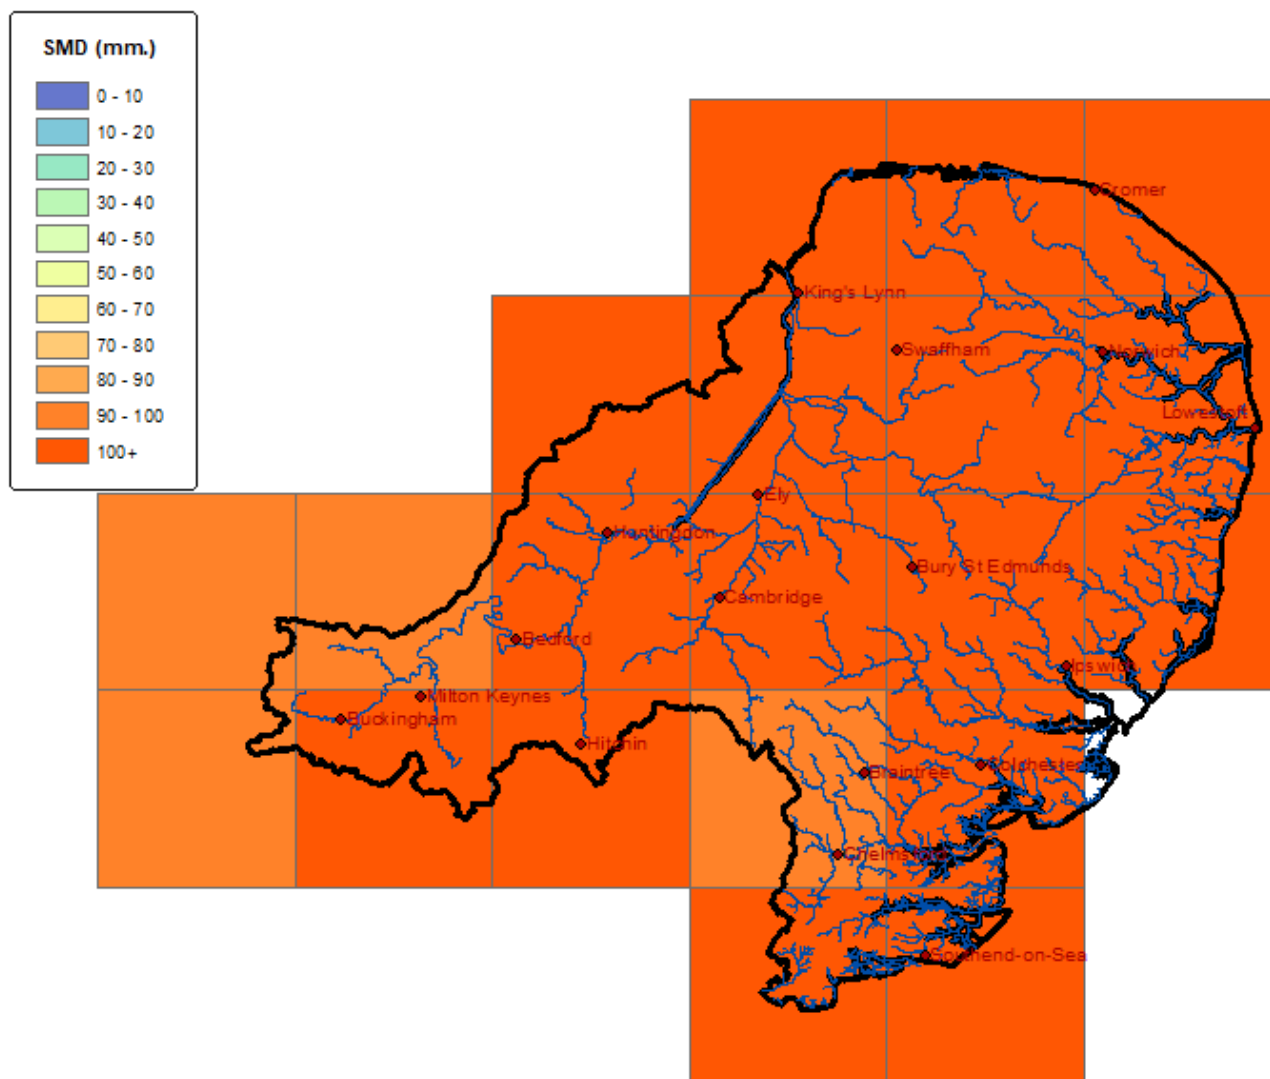 SMD (mm.)
0 - 10
10 - 20
20 - 30
30 - 40
40 - 50
50 - 60
60 - 70
70 - 80
80 - 90
90 - 100
100+
Cromer
King's Lynn
Swaffham
Norwich
Lowestoft
Ely
Huntingdon
Bury St Edmunds
Cambridge
Bedford
Ipswich
Milton Keynes
Buckingham
Hitchin
Colchester
Braintree
Chelmsford
Southend-on-Sea